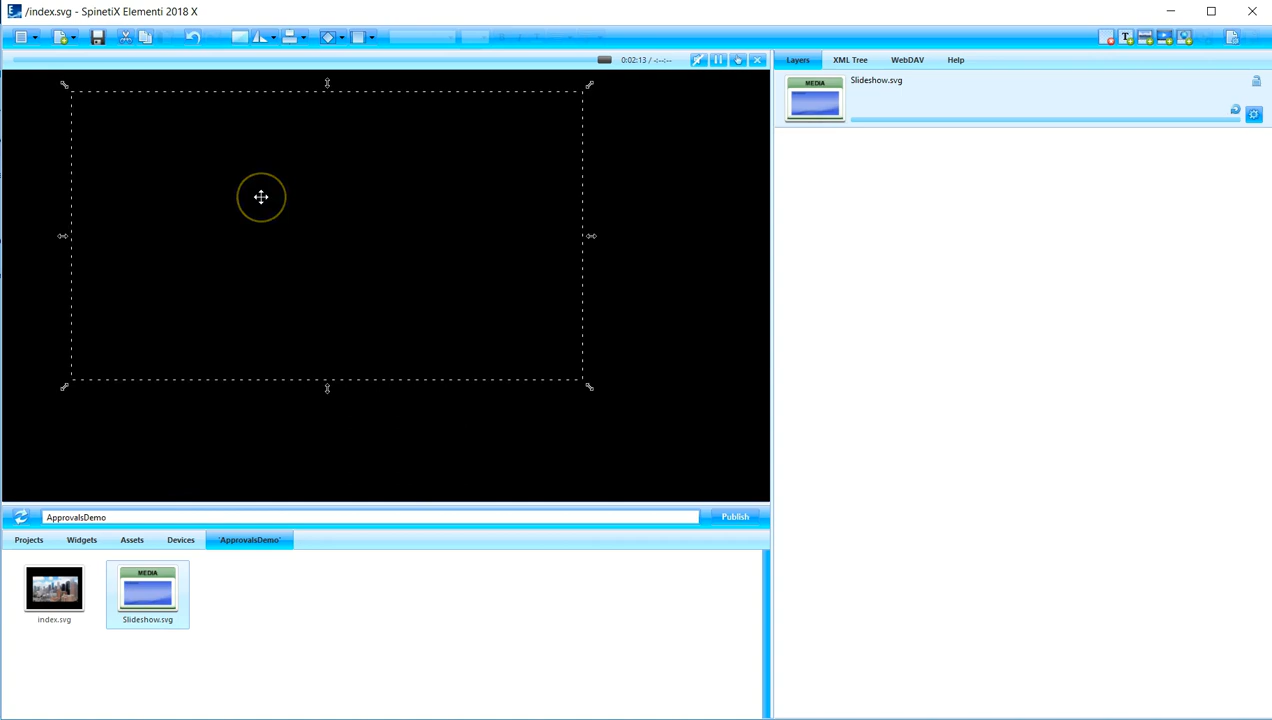 /index.svg - SpinetiX Elementi 2018 X
0:02:13 / -:--:--
Layers XML Tree WebDAV Help
MEDIA
Slideshow.svg
ApprovalsDemo
Publish
Projects Widgets Assets Devices 'ApprovalsDemo'
MEDIA
index.svg Slideshow.svg